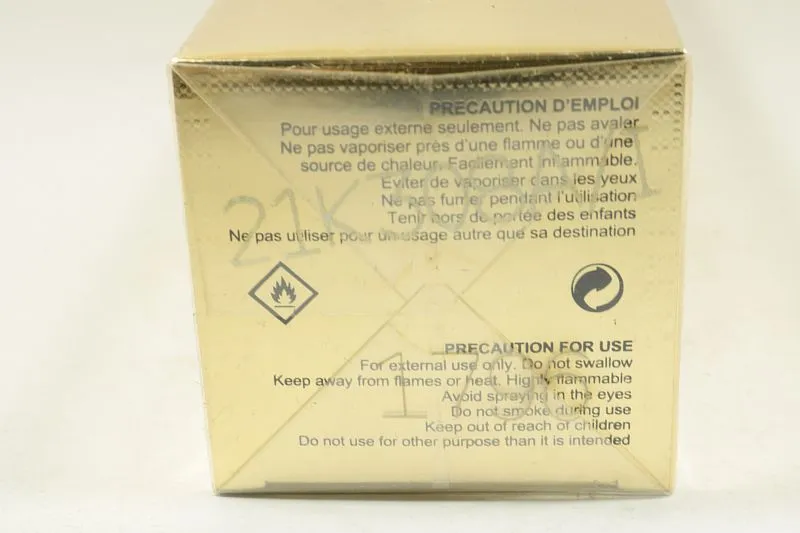 PRECAUTION D'EMPLOI
Pour usage externe seulement. Ne pas avaler
Ne pas vaporiser près d'une flamme ou d'une
source de chaleur. Facilement inflammable.
Eviter de vaporiser dans les yeux
Ne pas fumer pendant l'utilisation
Tenir hors de portée des enfants
Ne pas utiliser pour un usage autre que sa destination
PRECAUTION FOR USE
For external use only. Do not swallow
Keep away from flames or heat. Highly flammable
Avoid spraying in the eyes
Do not smoke during use
Keep out of reach of children
Do not use for other purpose than it is intended
1796